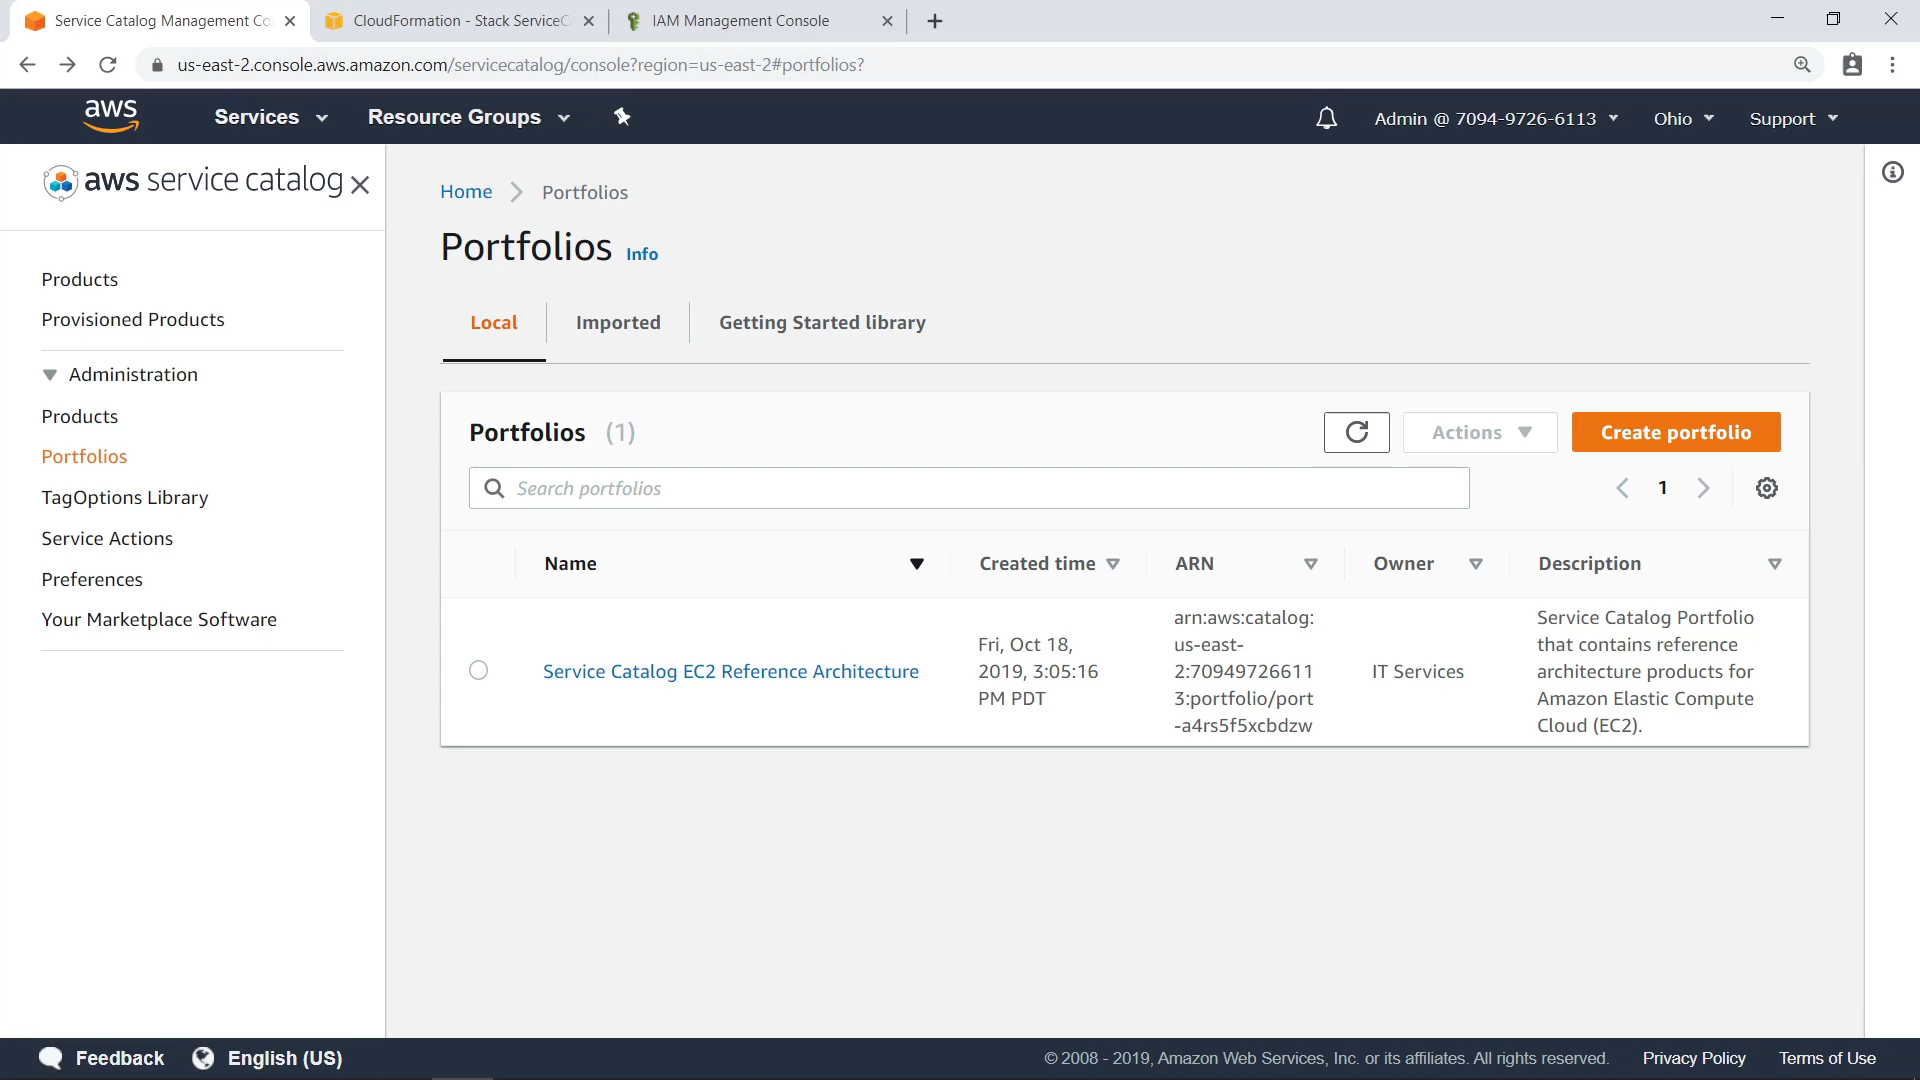 Service Catalog Management Co
CloudFormation - Stack ServiceC
IAM Management Console
us-east-2.console.aws.amazon.com/servicecatalog/console?region=us-east-2#portfolios?
aws
Services
Resource Groups
Admin @ 7094-9726-6113
Ohio
Support
aws service catalog
Products
Provisioned Products
Administration
Products
Portfolios
TagOptions Library
Service Actions
Preferences
Your Marketplace Software
Home
Portfolios
Portfolios Info
Local
Imported
Getting Started library
Portfolios (1)
Actions
Create portfolio
Search portfolios
1
Name
Created time
ARN
Owner
Description
Service Catalog EC2 Reference Architecture
Fri, Oct 18,
2019, 3:05:16
PM PDT
arn:aws:catalog:
us-east-
2:70949726611
3:portfolio/port
-a4rs5f5xcbdzw
IT Services
Service Catalog Portfolio
that contains reference
architecture products for
Amazon Elastic Compute
Cloud (EC2).
Feedback
English (US)
© 2008 - 2019, Amazon Web Services, Inc. or its affiliates. All rights reserved.
Privacy Policy
Terms of Use